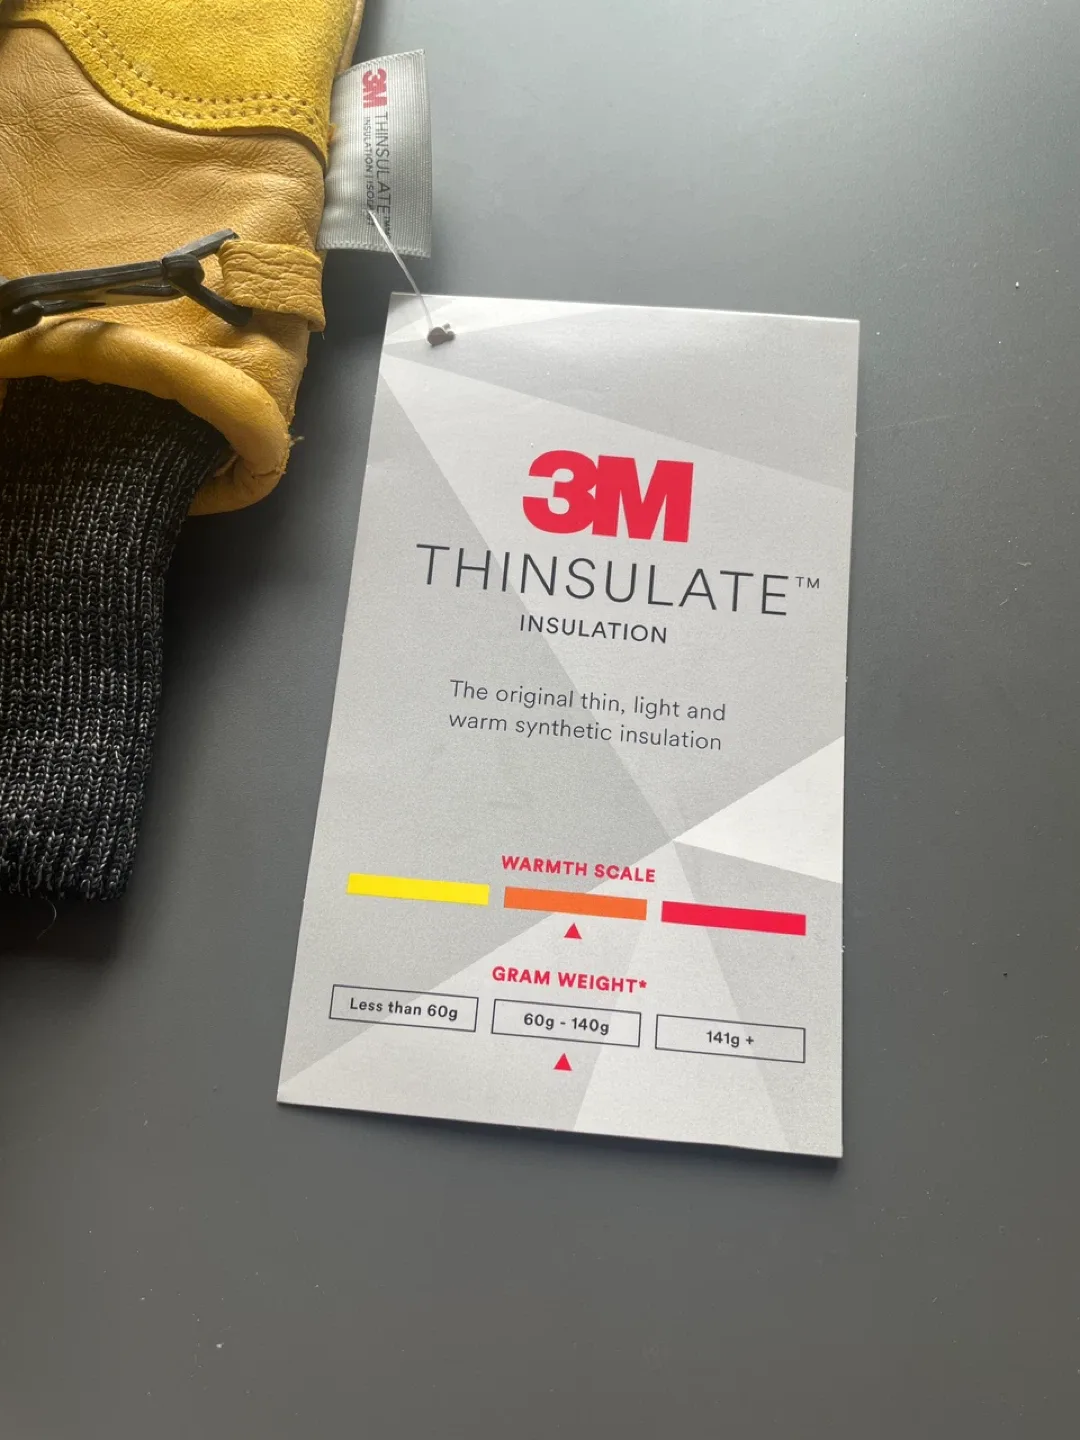 3M
THINSULATE™
INSULATION
3M
THINSULATE™
INSULATION
The original thin, light and
warm synthetic insulation
WARMTH SCALE
GRAM WEIGHT*
Less than 60g
60g - 140g
141g +